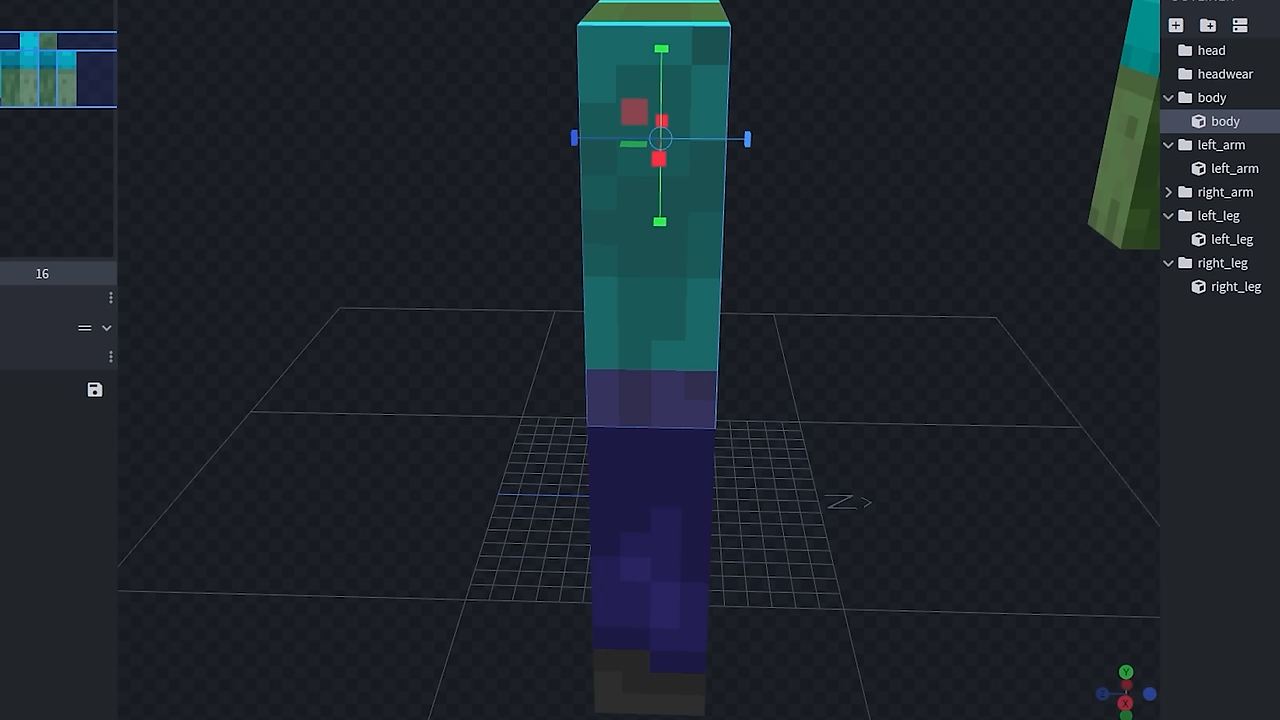 head
headwear
body
body
left_arm
left_arm
right_arm
left_leg
left_leg
right_leg
right_leg
16
Z >
Y
X